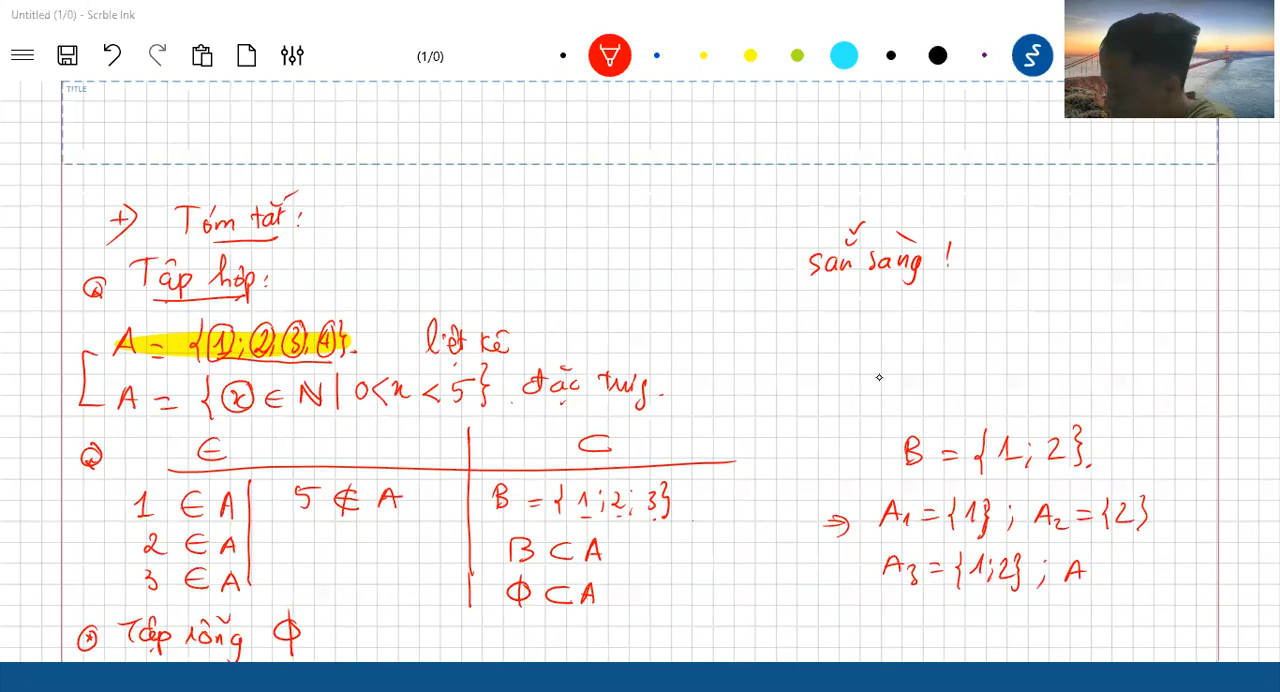 Untitled (1/0) - Scrble Ink
(1/0)
TITLE
+) Tóm tắt:
Tập hợp:
sẵn sàng !
A = {1; 2; 3; 4}. liệt kê
A = {x ∈ N | 0 < x < 5}. đặc trưng.
∈ ⊂
1 ∈ A 5 ∉ A B = {1; 2; 3}
2 ∈ A B ⊂ A
3 ∈ A ∅ ⊂ A
Tập rỗng ∅
B = {1; 2}.
⇒ A₁ = {1}; A₂ = {2}
A₃ = {1; 2}; A